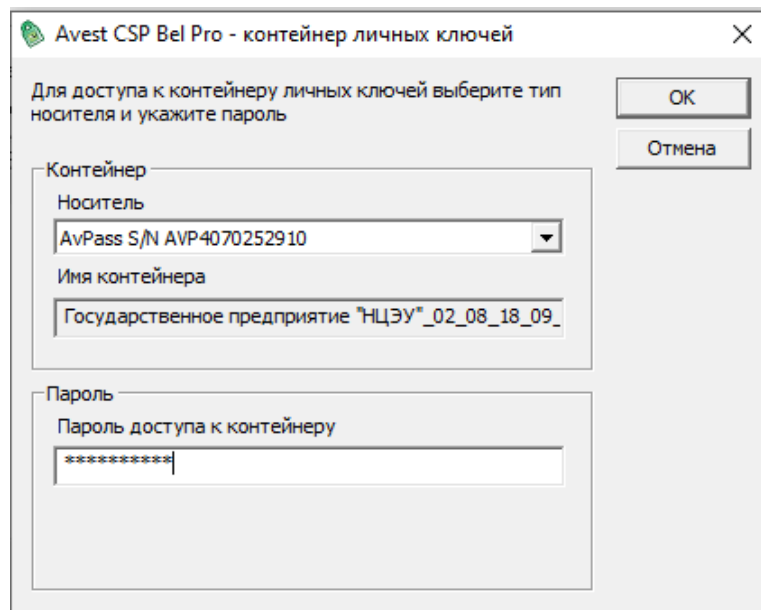 Avest CSP Bel Pro - контейнер личных ключей
Для доступа к контейнеру личных ключей выберите тип
носителя и укажите пароль
OK
Отмена
Контейнер
Носитель
AvPass S/N AVP4070252910
Имя контейнера
Государственное предприятие "НЦЭУ"_02_08_18_09_
Пароль
Пароль доступа к контейнеру
**********